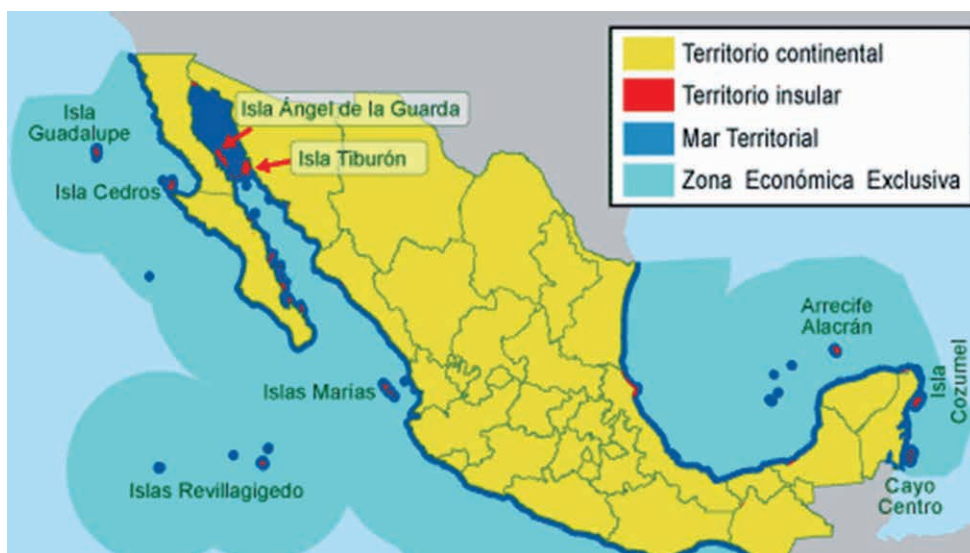 Territorio continental
Territorio insular
Mar Territorial
Zona Económica Exclusiva
Isla Ángel de la Guarda
Isla
Guadalupe
Isla Tiburón
Isla Cedros
Arrecife
Alacrán
Isla
Cozumel
Islas Marías
Islas Revillagigedo
Cayo
Centro